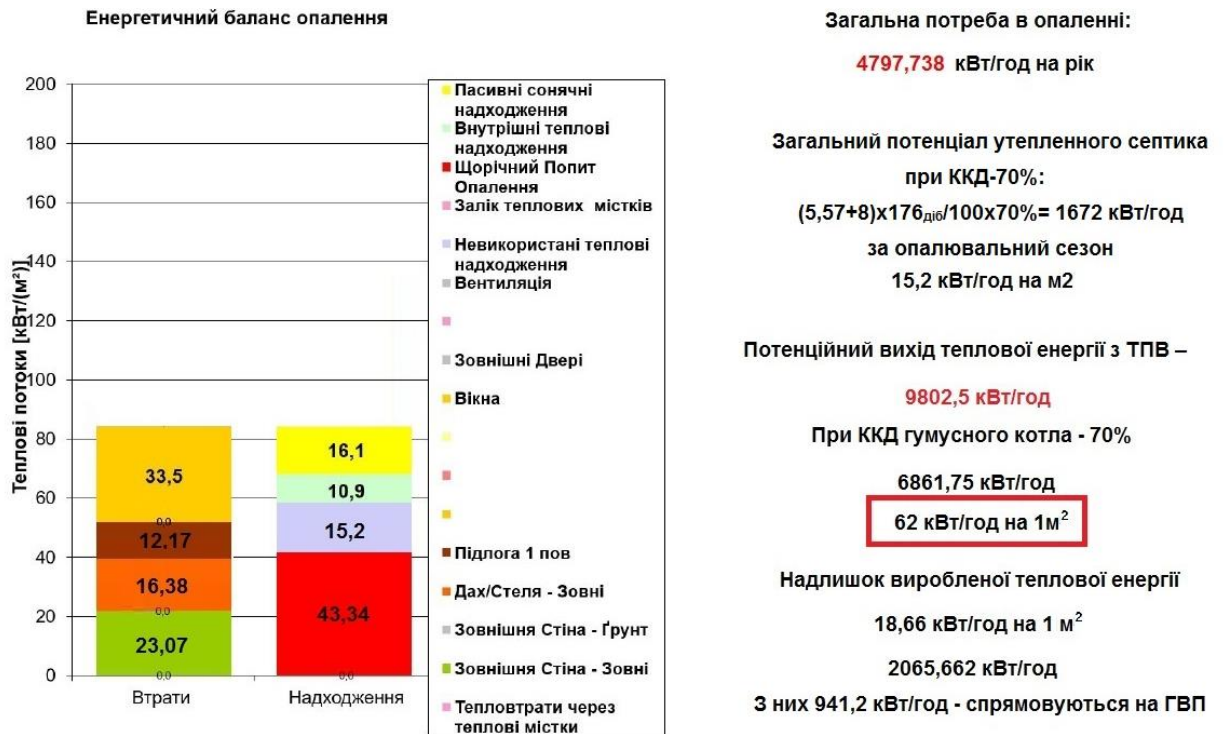 Енергетичний баланс опалення
Теплові потоки [кВт/(м²)]
200
180
160
140
120
100
80
60
40
20
0
33,5
0,0
12,17
16,38
0,0
23,07
0,0
16,1
10,9
15,2
43,34
0,0
Втрати
Надходження
Пасивні сонячні
надходження
Внутрішні теплові
надходження
Щорічний Попит
Опалення
Залік теплових містків
Невикористані теплові
надходження
Вентиляція
Зовнішні Двері
Вікна
Підлога 1 пов
Дах/Стеля - Зовні
Зовнішня Стіна - Ґрунт
Зовнішня Стіна - Зовні
Тепловтрати через
теплові містки
Загальна потреба в опаленні:
4797,738 кВт/год на рік
Загальний потенціал утепленного септика
при ККД-70%:
(5,57+8)х176діб/100х70%= 1672 кВт/год
за опалювальний сезон
15,2 кВт/год на м2
Потенційний вихід теплової енергії з ТПВ –
9802,5 кВт/год
При ККД гумусного котла - 70%
6861,75 кВт/год
62 кВт/год на 1м²
Надлишок виробленої теплової енергії
18,66 кВт/год на 1 м²
2065,662 кВт/год
З них 941,2 кВт/год - спрямовуються на ГВП